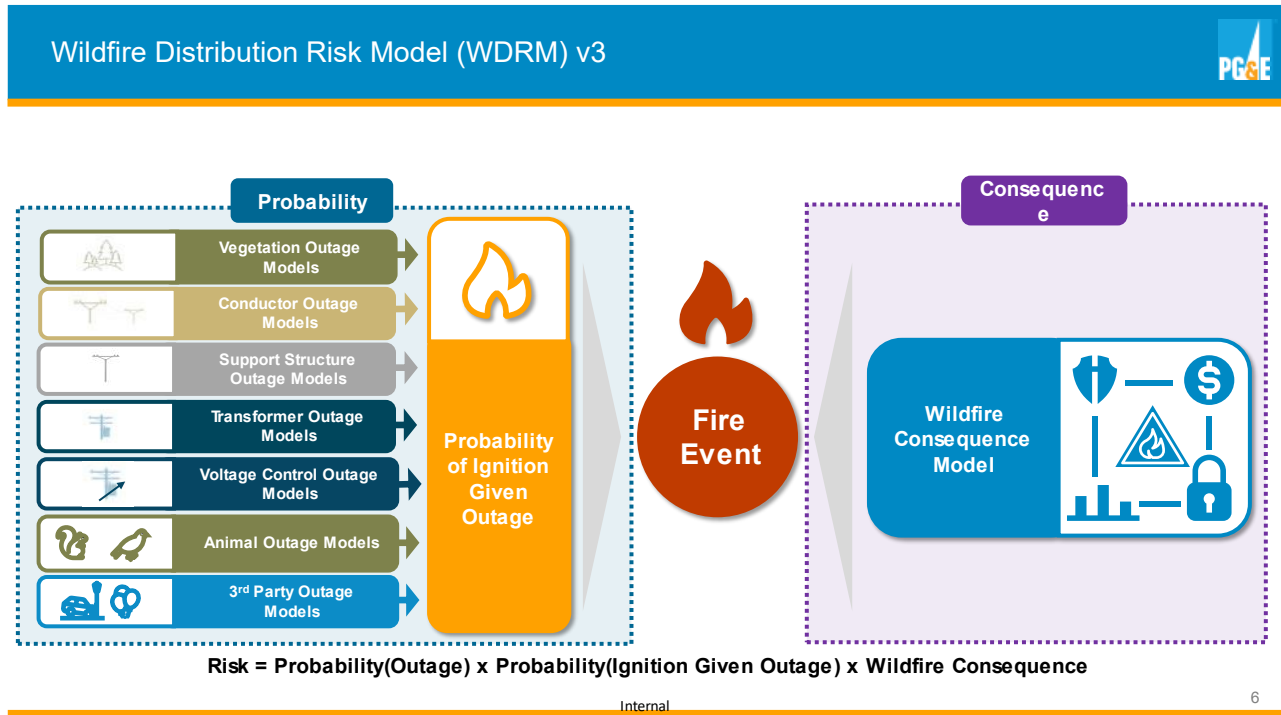 Wildfire Distribution Risk Model (WDRM) v3
PG&E
Probability
Consequenc
e
Vegetation Outage
Models
Conductor Outage
Models
Support Structure
Outage Models
Transformer Outage
Models
Voltage Control Outage
Models
Animal Outage Models
3rd Party Outage
Models
Probability
of Ignition
Given
Outage
Fire
Event
Wildfire
Consequence
Model
$
Risk = Probability(Outage) x Probability(Ignition Given Outage) x Wildfire Consequence
Internal
6